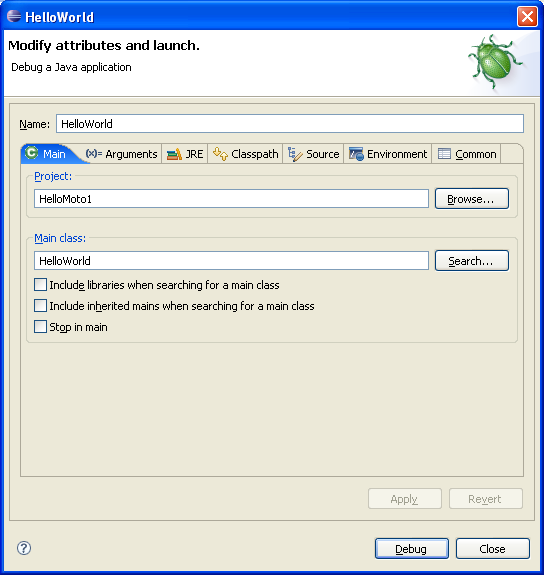 HelloWorld
Modify attributes and launch.
Debug a Java application
Name: HelloWorld
Main (x)= Arguments JRE Classpath Source Environment Common
Project:
HelloMoto1 Browse...
Main class:
HelloWorld Search...
Include libraries when searching for a main class
Include inherited mains when searching for a main class
Stop in main
Apply Revert
? Debug Close